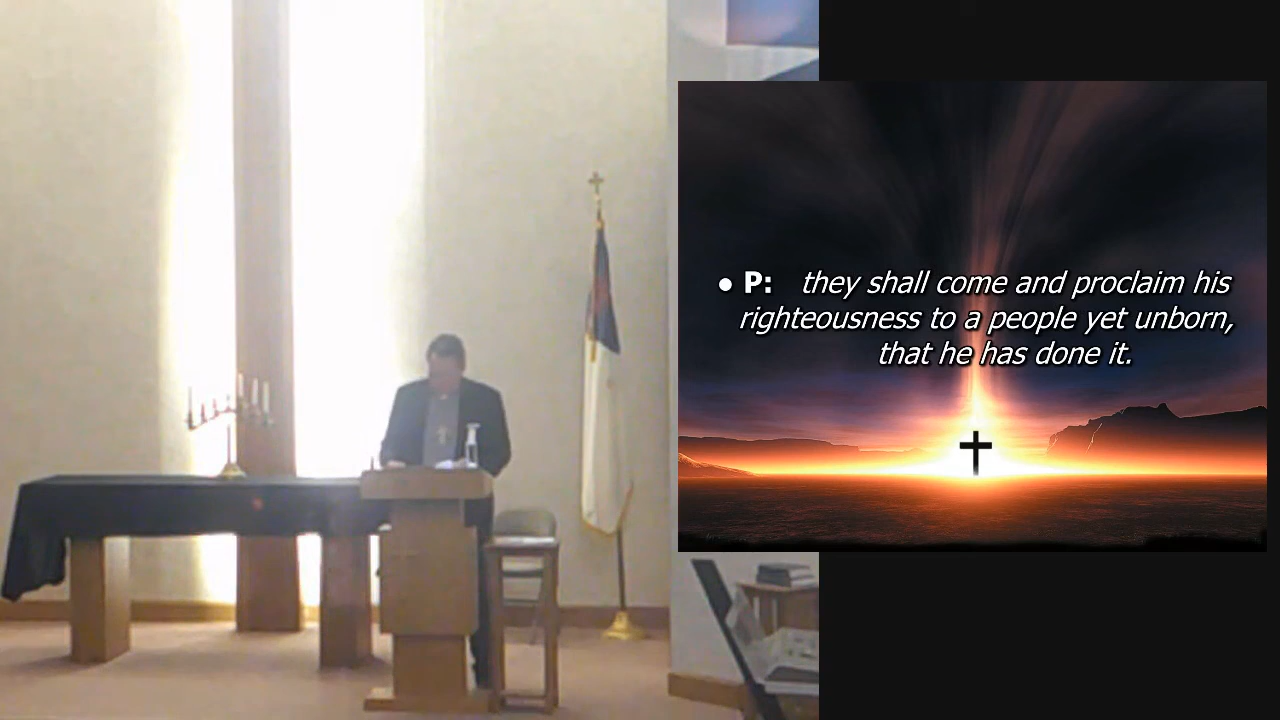 ● P: they shall come and proclaim his
righteousness to a people yet unborn,
that he has done it.